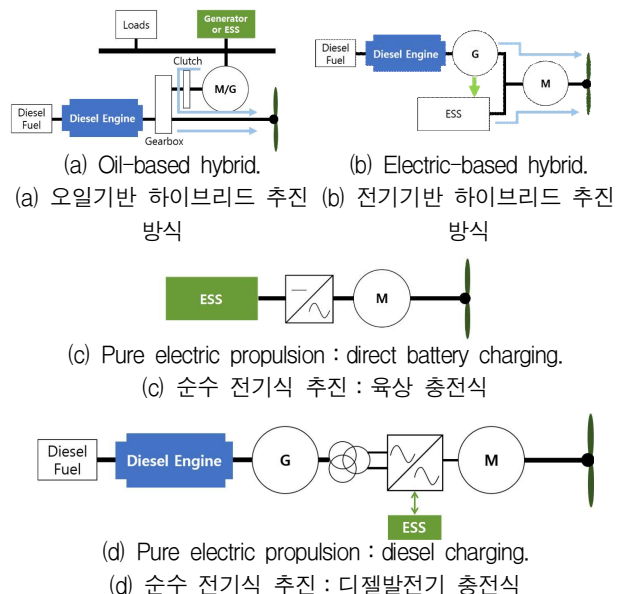 Loads
Generator
or ESS
Clutch
M/G
Diesel
Fuel
Diesel Engine
Gearbox
Diesel
Fuel
Diesel Engine
G
M
ESS
(a) Oil-based hybrid.
(b) Electric-based hybrid.
(a) 오일기반 하이브리드 추진
방식
(b) 전기기반 하이브리드 추진
방식
ESS
M
(c) Pure electric propulsion : direct battery charging.
(c) 순수 전기식 추진 : 육상 충전식
Diesel
Fuel
Diesel Engine
G
M
ESS
(d) Pure electric propulsion : diesel charging.
(d) 순수 전기식 추진 : 디젤발전기 충전식